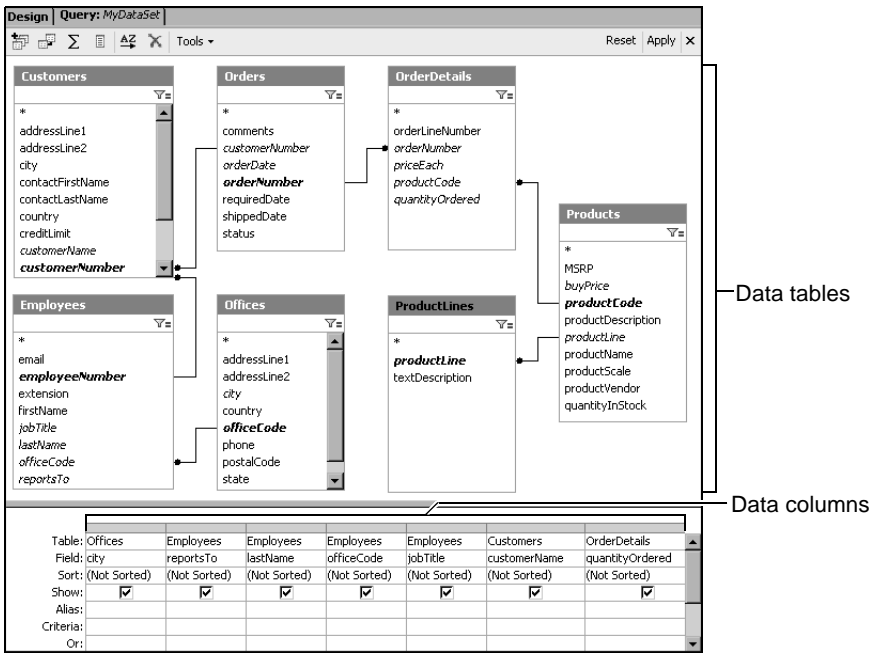 Design Query: MyDataSet
Tools Reset Apply
Customers
*
addressLine1
addressLine2
city
contactFirstName
contactLastName
country
creditLimit
customerName
customerNumber
Orders
*
comments
customerNumber
orderDate
orderNumber
requiredDate
shippedDate
status
OrderDetails
*
orderLineNumber
orderNumber
priceEach
productCode
quantityOrdered
Products
*
MSRP
buyPrice
productCode
productDescription
productLine
productName
productScale
productVendor
quantityInStock
Data tables
Employees
*
email
employeeNumber
extension
firstName
jobTitle
lastName
officeCode
reportsTo
Offices
*
addressLine1
addressLine2
city
country
officeCode
phone
postalCode
state
ProductLines
*
productLine
textDescription
Data columns
Table: Offices Employees Employees Employees Employees Customers OrderDetails
Field: city reportsTo lastName officeCode jobTitle customerName quantityOrdered
Sort: (Not Sorted) (Not Sorted) (Not Sorted) (Not Sorted) (Not Sorted) (Not Sorted) (Not Sorted)
Show:
Alias:
Criteria:
Or: